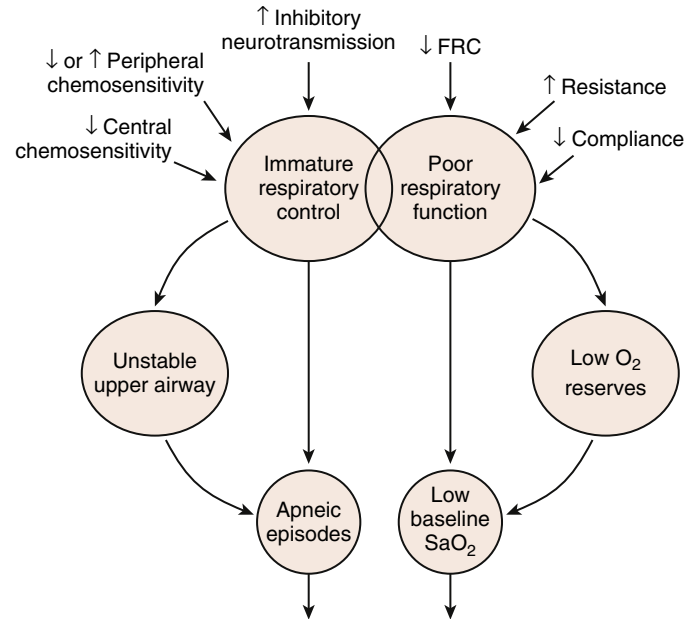 ↑ Inhibitory
neurotransmission
↓ FRC
↓ or ↑ Peripheral
chemosensitivity
↑ Resistance
↓ Central
chemosensitivity
↓ Compliance
Immature
respiratory
control
Poor
respiratory
function
Unstable
upper airway
Low O₂
reserves
Apneic
episodes
Low
baseline
SaO₂